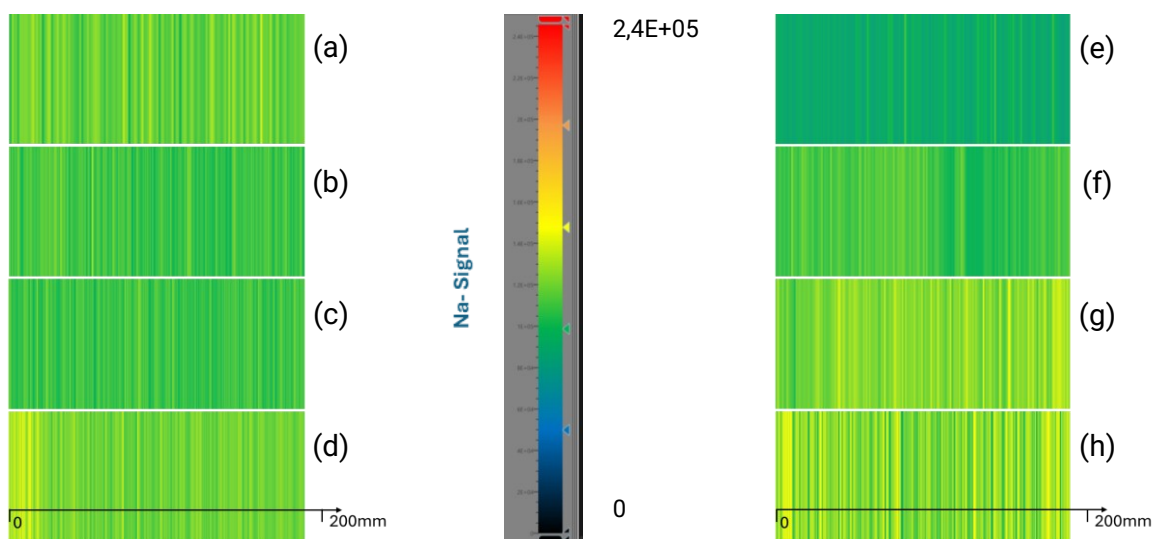 (a)
(b)
(c)
(d)
0
200mm
Na- Signal
2,4E+05
0
(e)
(f)
(g)
(h)
0
200mm